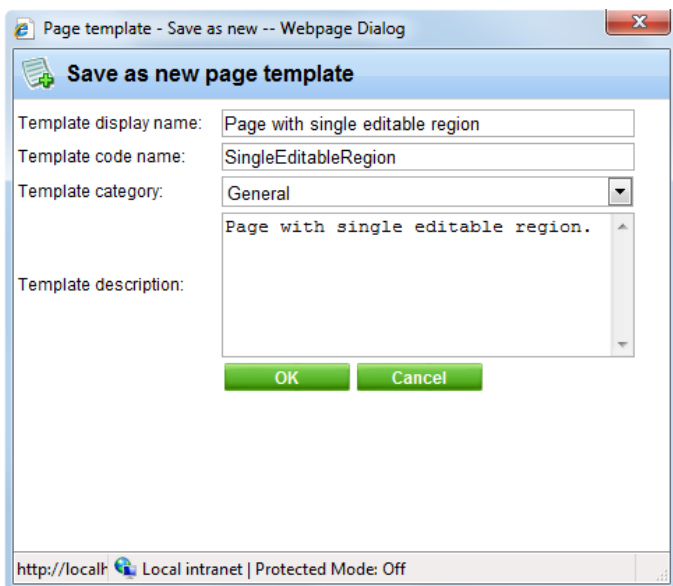 Page template - Save as new -- Webpage Dialog
Save as new page template
Template display name: Page with single editable region
Template code name: SingleEditableRegion
Template category: General
Template description: Page with single editable region.
OK Cancel
http://localh Local intranet | Protected Mode: Off